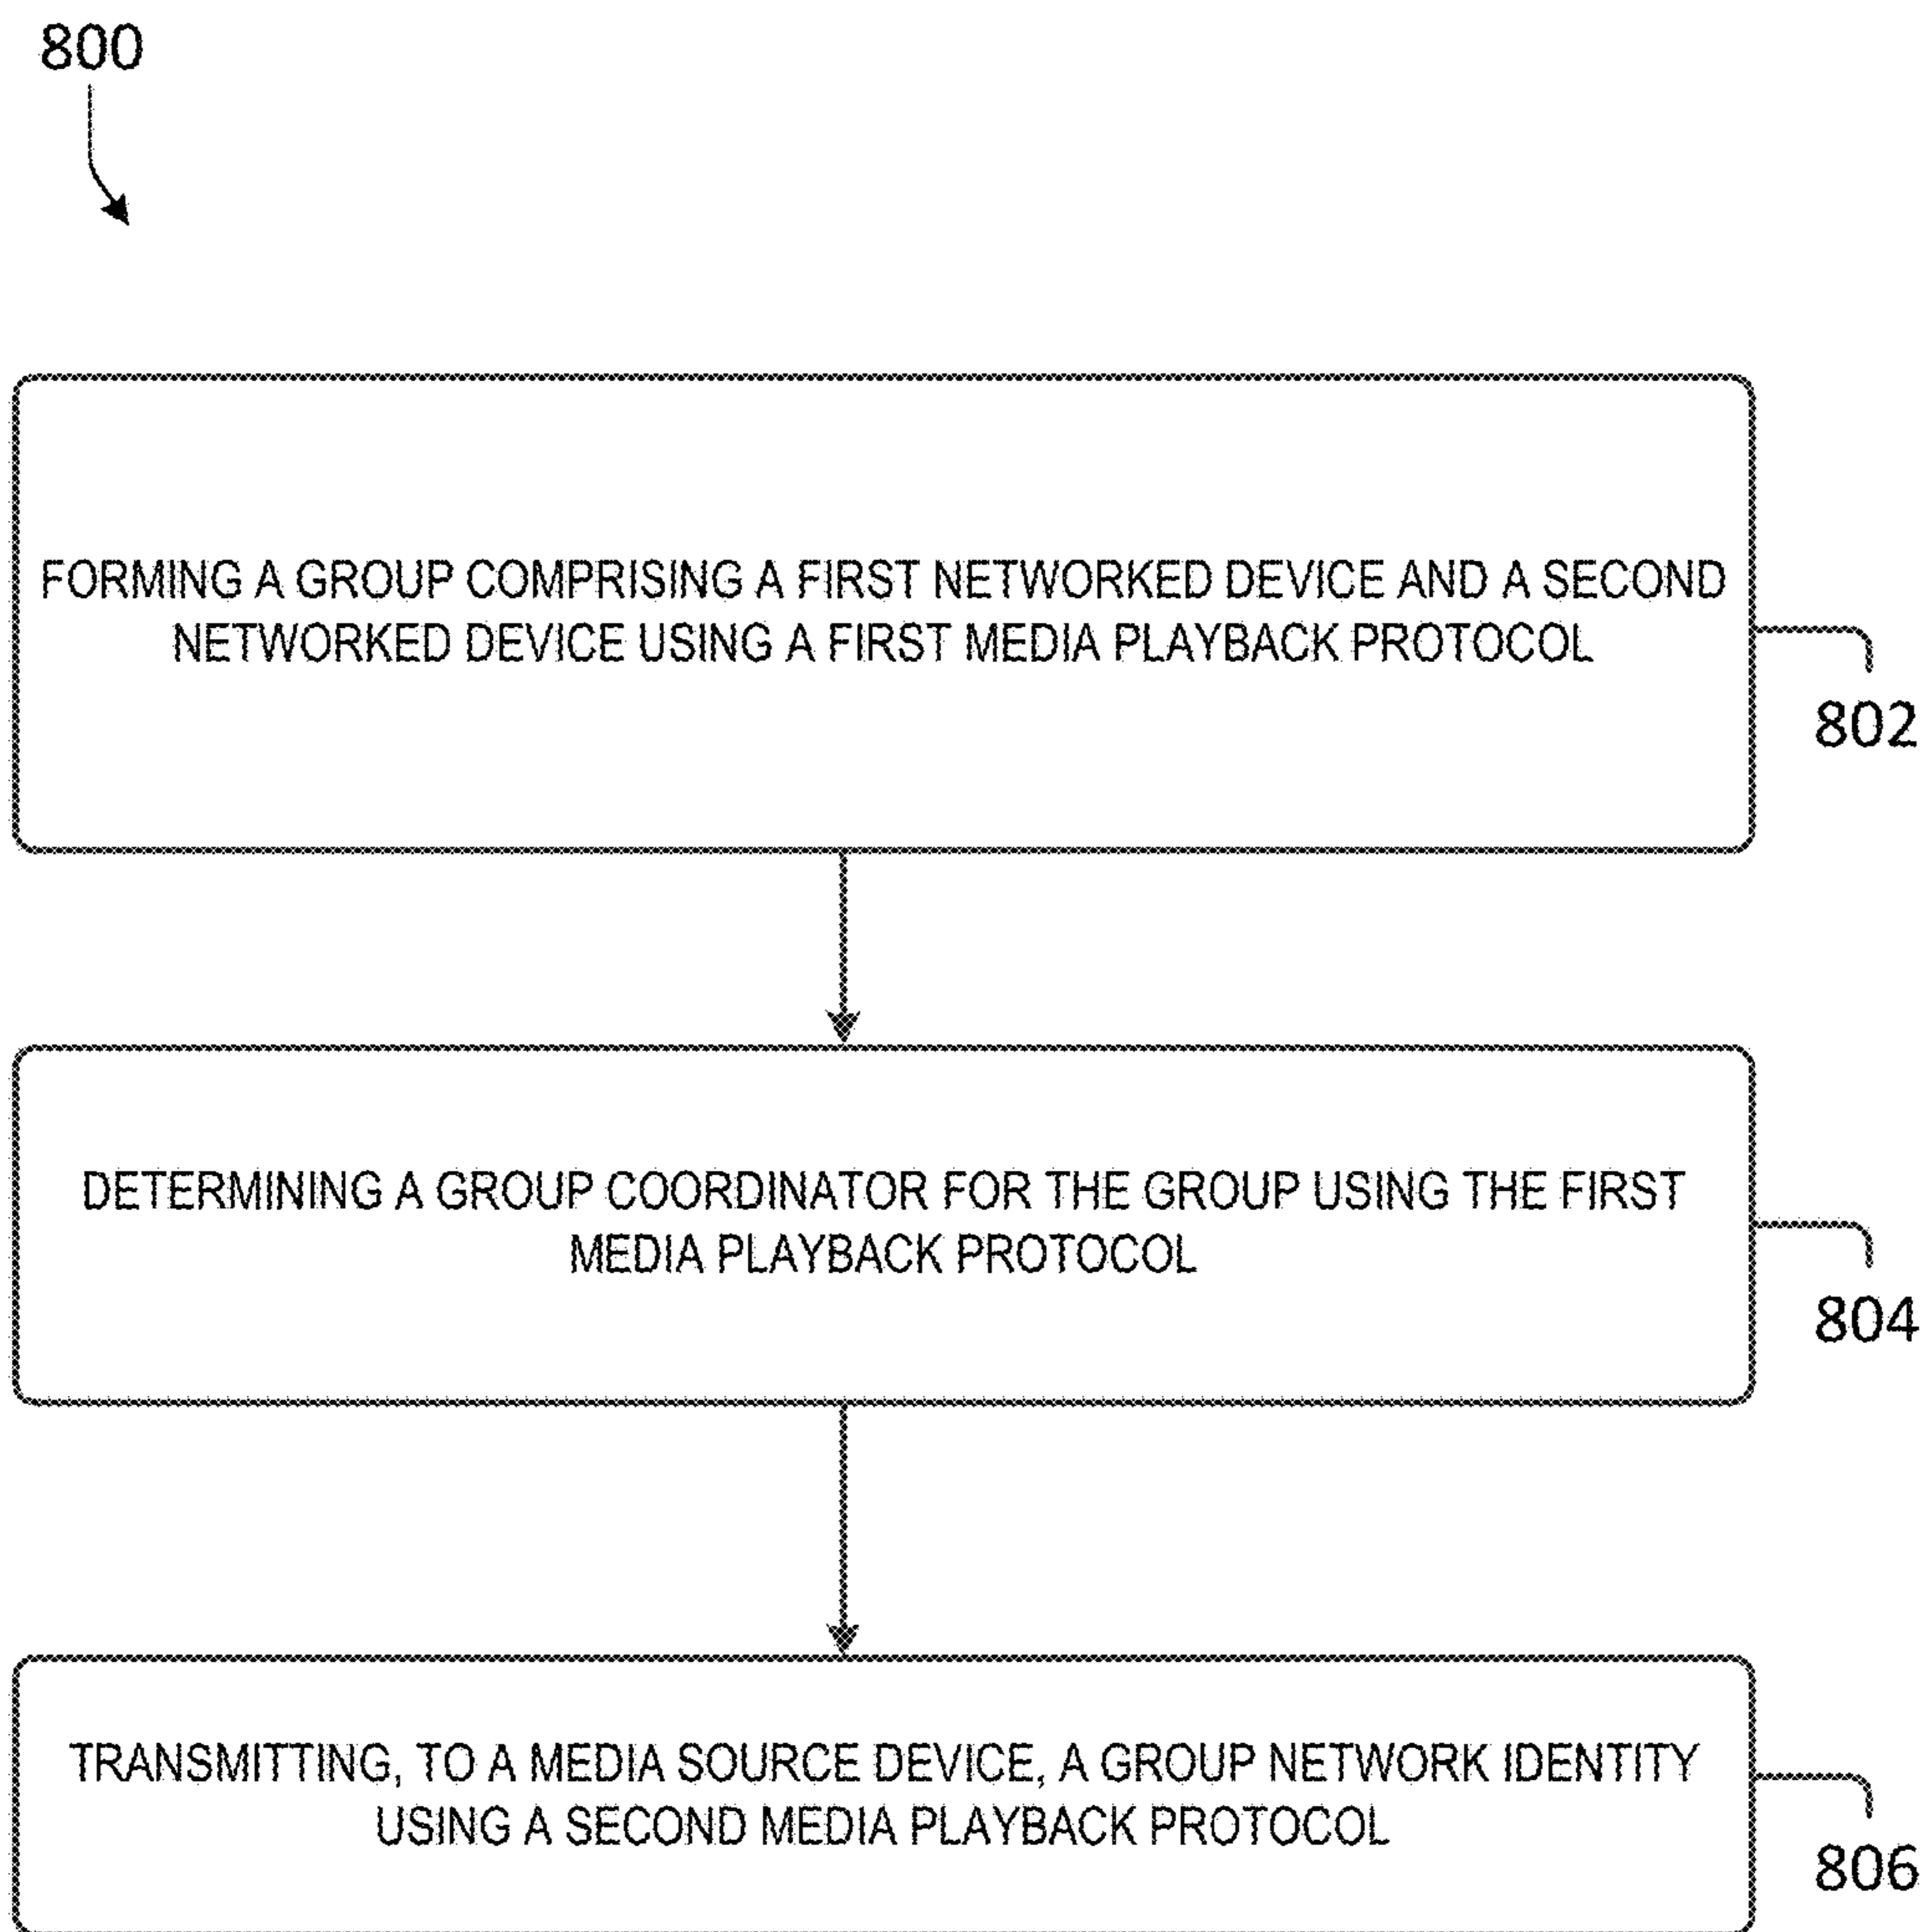 800
FORMING A GROUP COMPRISING A FIRST NETWORKED DEVICE AND A SECOND
NETWORKED DEVICE USING A FIRST MEDIA PLAYBACK PROTOCOL
802
DETERMINING A GROUP COORDINATOR FOR THE GROUP USING THE FIRST
MEDIA PLAYBACK PROTOCOL
804
TRANSMITTING, TO A MEDIA SOURCE DEVICE, A GROUP NETWORK IDENTITY
USING A SECOND MEDIA PLAYBACK PROTOCOL
806